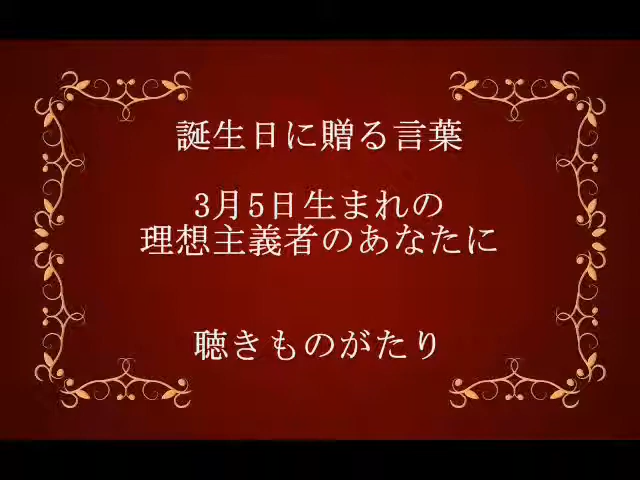 誕生日に贈る言葉
3月5日生まれの
理想主義者のあなたに
聴きものがたり